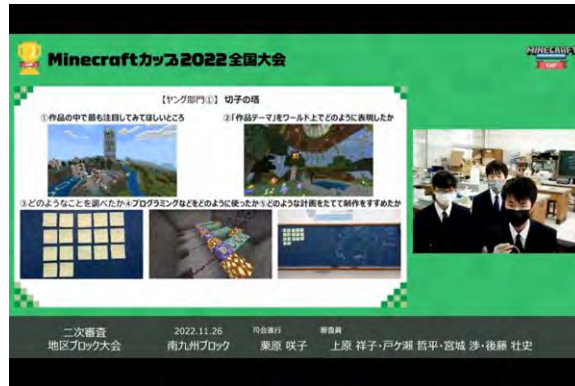 Minecraftカップ2022全国大会
MINECRAFT
CUP
【ヤング部門①】 切子の塔
①作品の中で最も注目してみてほしいところ
②「作品テーマ」をワールド上でどのように表現したか
③どのようなことを調べたか④プログラミングなどをどのように使ったか⑤どのような計画をたてて制作をすすめたか
二次審査
地区ブロック大会
2022.11.26
南九州ブロック
司会進行
栗原 咲子
審査員
上原 祥子・戸ケ瀬 哲平・宮城 渉・後藤 壮史